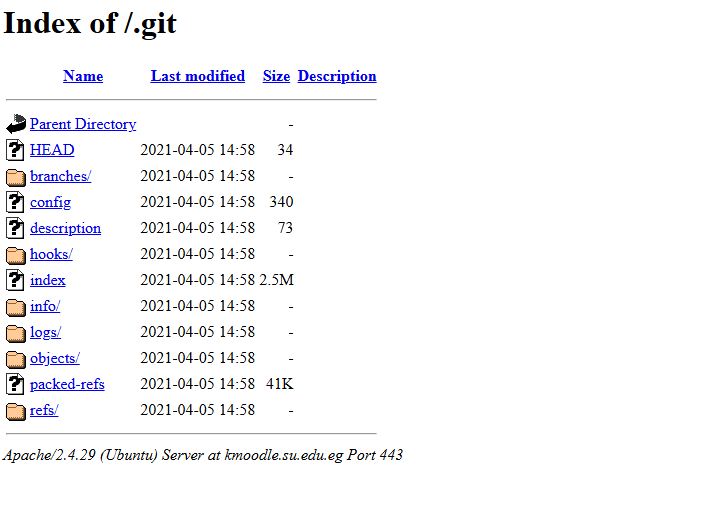 Index of /.git
Name Last modified Size Description
Parent Directory -
HEAD 2021-04-05 14:58 34
branches/ 2021-04-05 14:58 -
config 2021-04-05 14:58 340
description 2021-04-05 14:58 73
hooks/ 2021-04-05 14:58 -
index 2021-04-05 14:58 2.5M
info/ 2021-04-05 14:58 -
logs/ 2021-04-05 14:58 -
objects/ 2021-04-05 14:58 -
packed-refs 2021-04-05 14:58 41K
refs/ 2021-04-05 14:58 -
Apache/2.4.29 (Ubuntu) Server at kmoodle.su.edu.eg Port 443